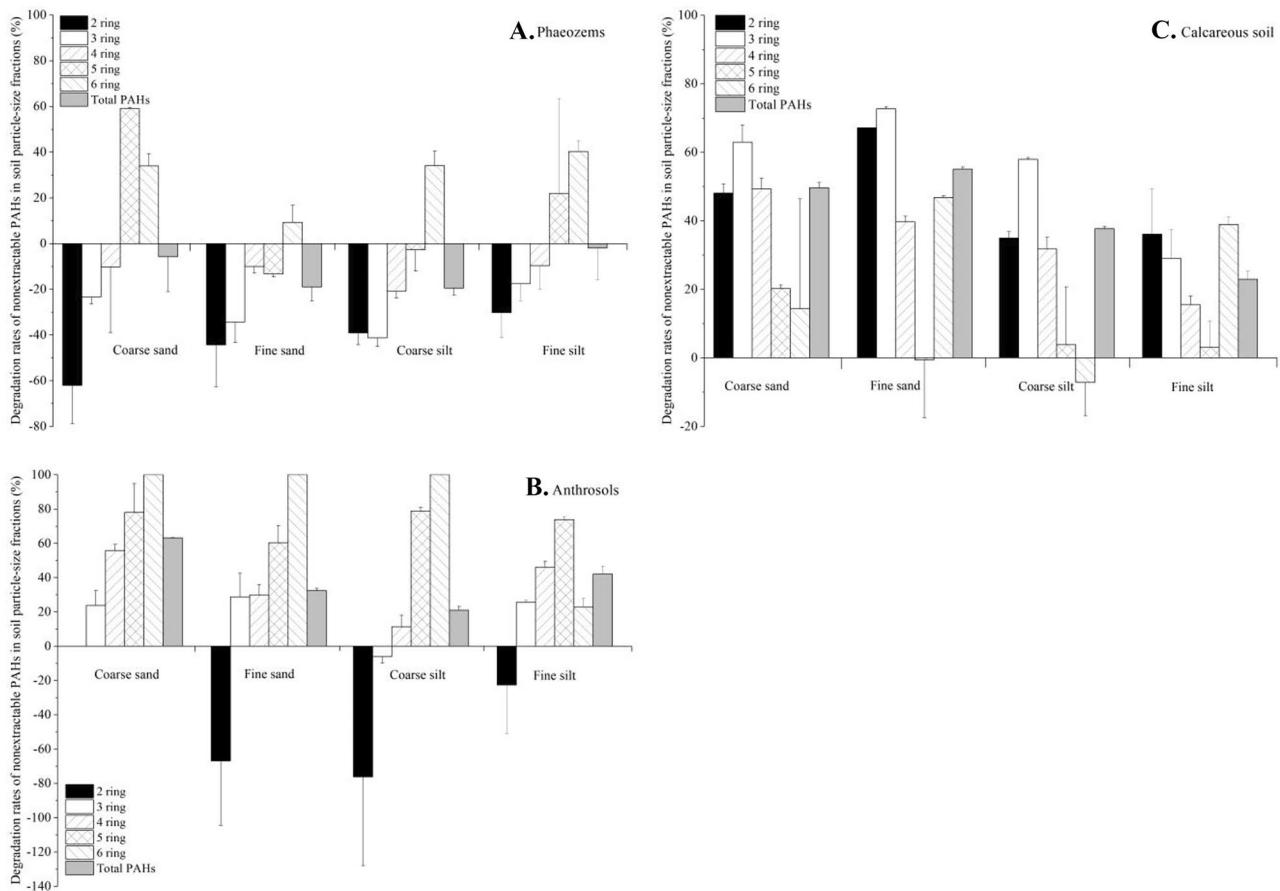 Degradation rates of nonextractable PAHs in soil particle-size fractions (%)
100
80
60
40
20
0
-20
-40
-60
-80
2 ring
3 ring
4 ring
5 ring
6 ring
Total PAHs
A. Phaeozems
Coarse sand
Fine sand
Coarse silt
Fine silt
Degradation rates of nonextractable PAHs in soil particle-size fractions (%)
100
80
60
40
20
0
-20
2 ring
3 ring
4 ring
5 ring
6 ring
Total PAHs
C. Calcareous soil
Coarse sand
Fine sand
Coarse silt
Fine silt
Degradation rates of nonextractable PAHs in soil particle-size fractions (%)
100
80
60
40
20
0
-20
-40
-60
-80
-100
-120
-140
B. Anthrosols
Coarse sand
Fine sand
Coarse silt
Fine silt
2 ring
3 ring
4 ring
5 ring
6 ring
Total PAHs